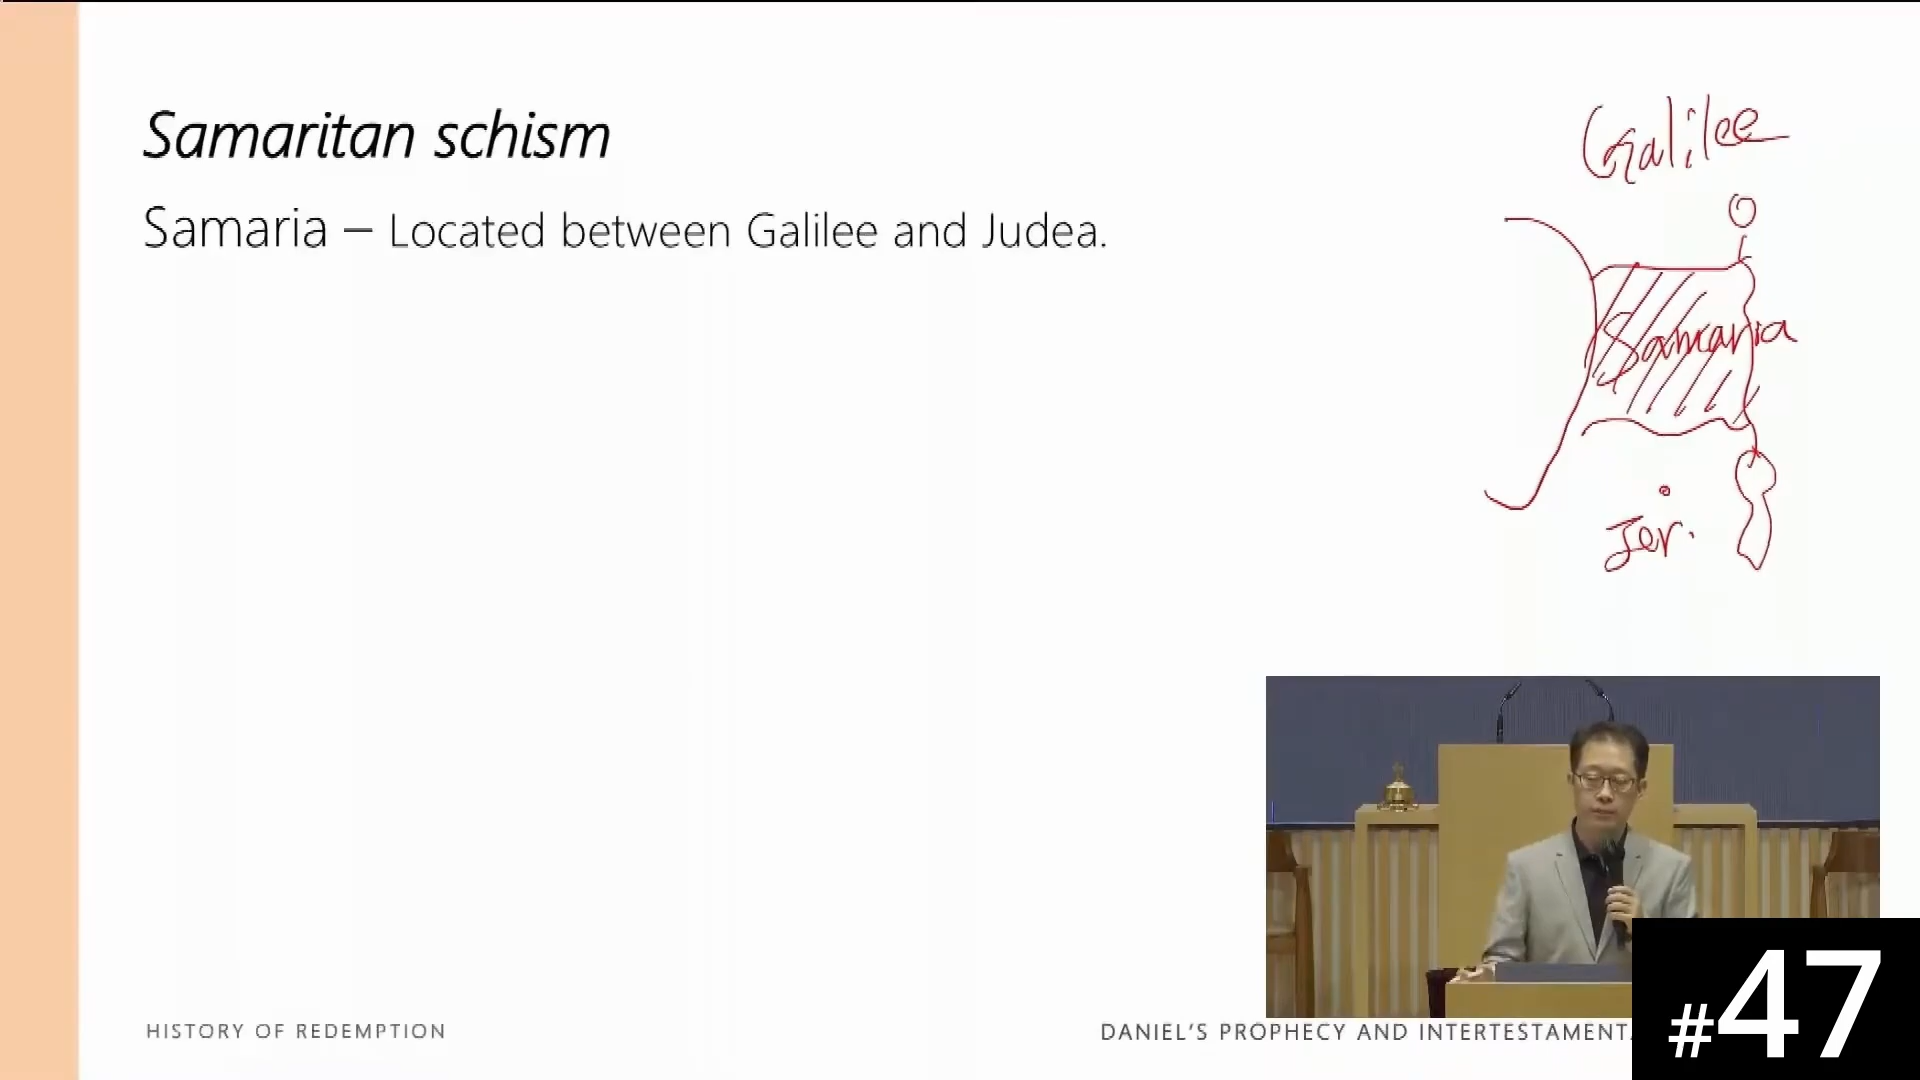 Samaritan schism
Samaria – Located between Galilee and Judea.
Galilee
Samaria
Jer.
HISTORY OF REDEMPTION
DANIEL'S PROPHECY AND INTERTESTAMENT
#47